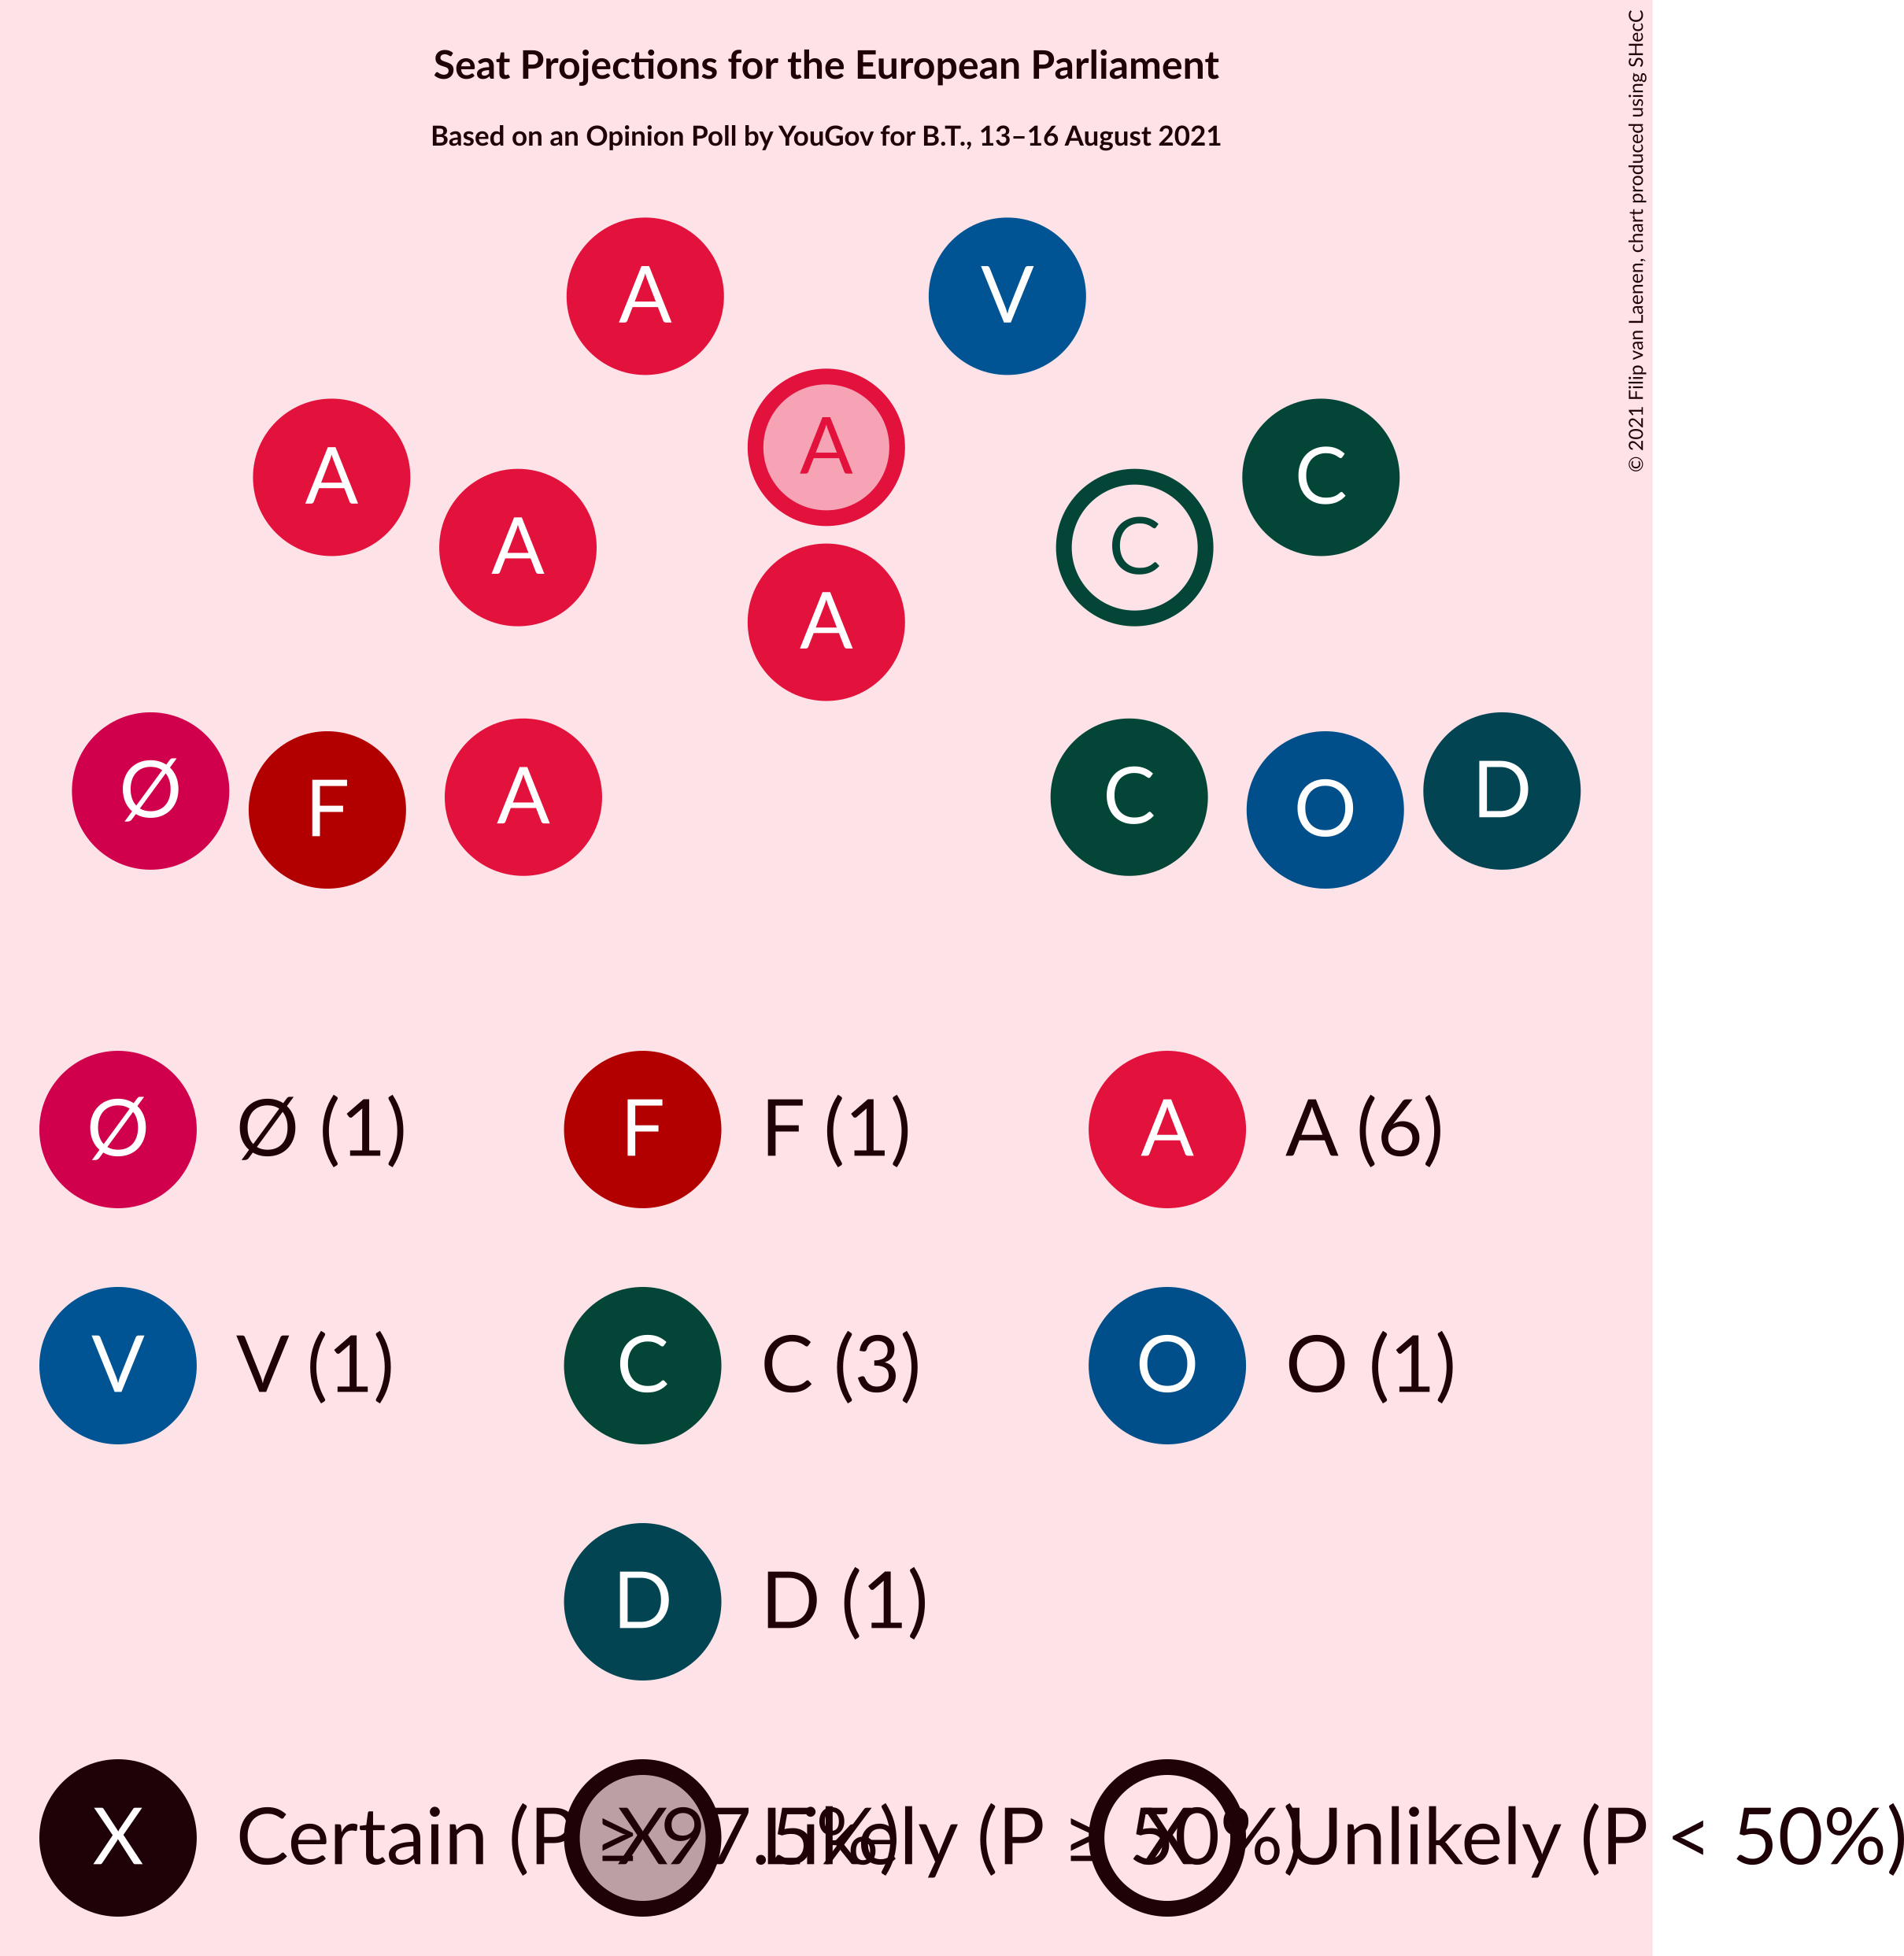 Seat Projections for the European Parliament
Based on an Opinion Poll by YouGov for B.T., 13–16 August 2021
© 2021 Filip van Laenen, chart produced using SHecC
A V
A
A C
A C
A
Ø F A C O D
Ø Ø (1) F F (1) A A (6)
V V (1) C C (3) O O (1)
D D (1)
X Certain (P ≥ 97.5%) X Likely (P ≥ 50%) X Unlikely (P < 50%)